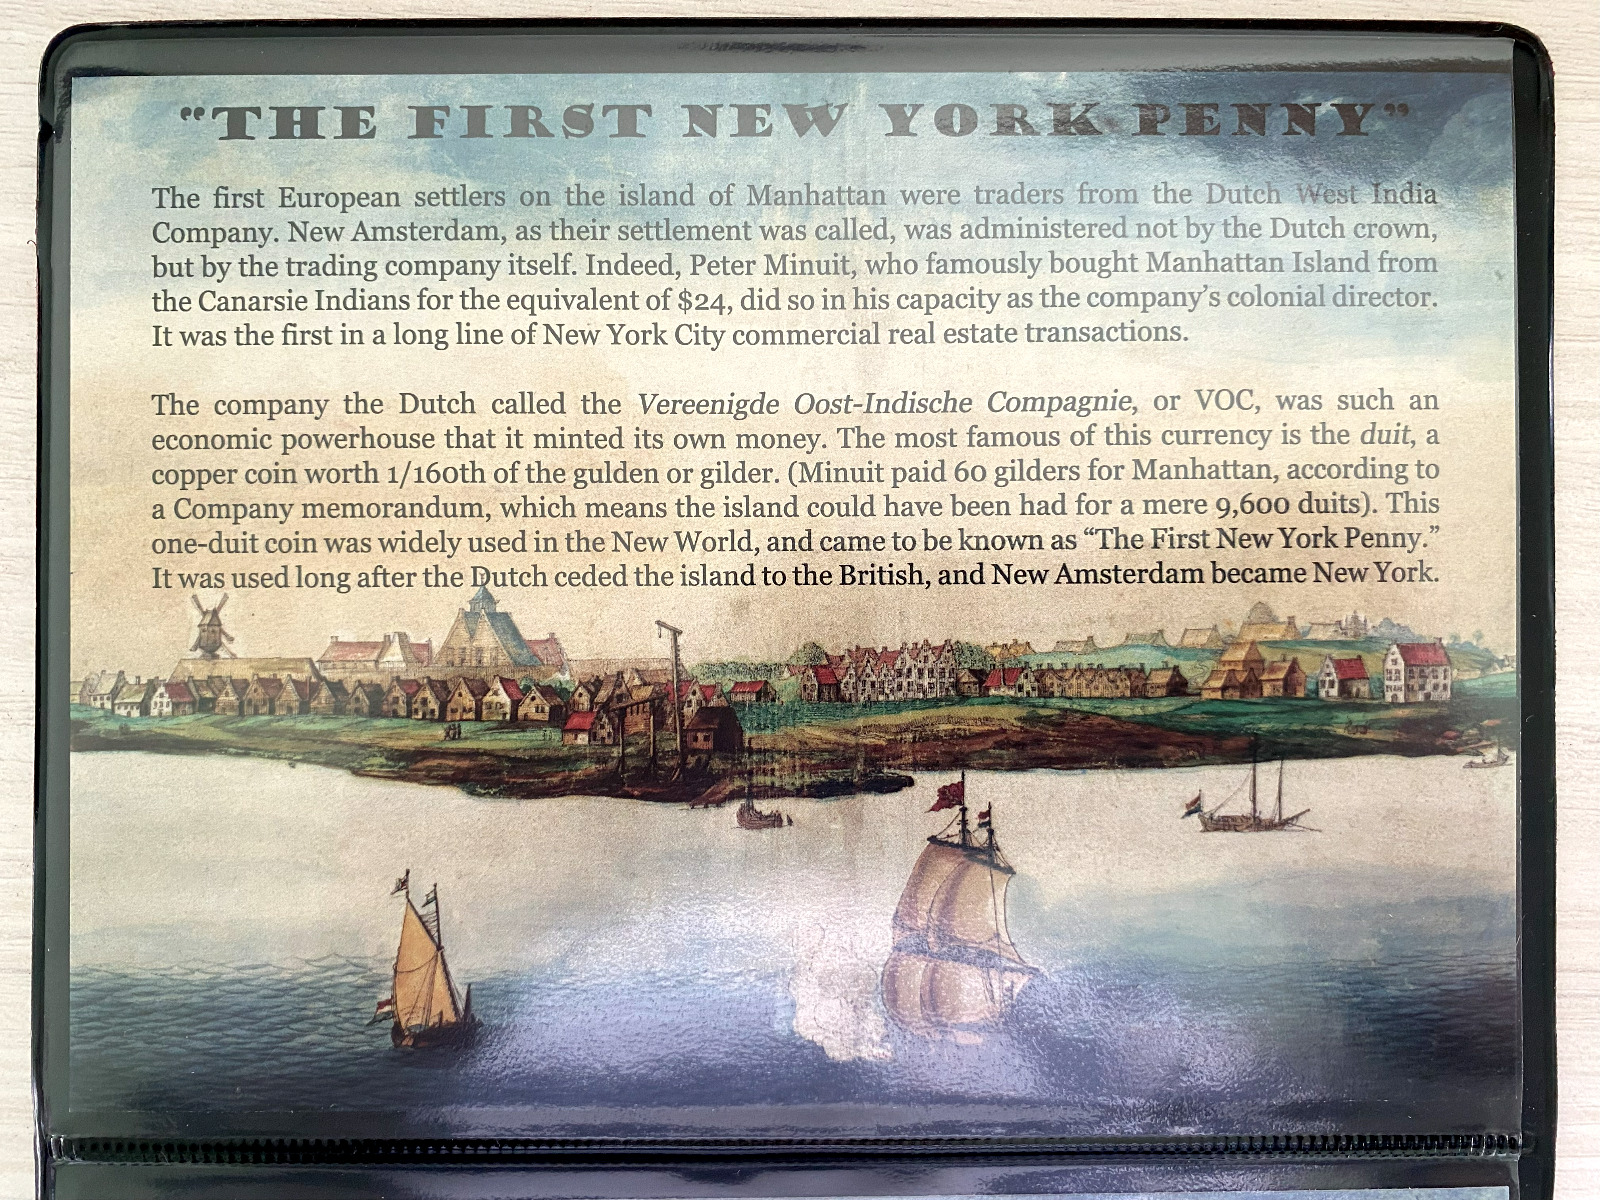 "THE FIRST NEW YORK PENNY"
The first European settlers on the island of Manhattan were traders from the Dutch West India
Company. New Amsterdam, as their settlement was called, was administered not by the Dutch crown,
but by the trading company itself. Indeed, Peter Minuit, who famously bought Manhattan Island from
the Canarsie Indians for the equivalent of $24, did so in his capacity as the company's colonial director.
It was the first in a long line of New York City commercial real estate transactions.
The company the Dutch called the Vereenigde Oost-Indische Compagnie, or VOC, was such an
economic powerhouse that it minted its own money. The most famous of this currency is the duit, a
copper coin worth 1/160th of the gulden or gilder. (Minuit paid 60 gilders for Manhattan, according to
a Company memorandum, which means the island could have been had for a mere 9,600 duits). This
one-duit coin was widely used in the New World, and came to be known as "The First New York Penny."
It was used long after the Dutch ceded the island to the British, and New Amsterdam became New York.